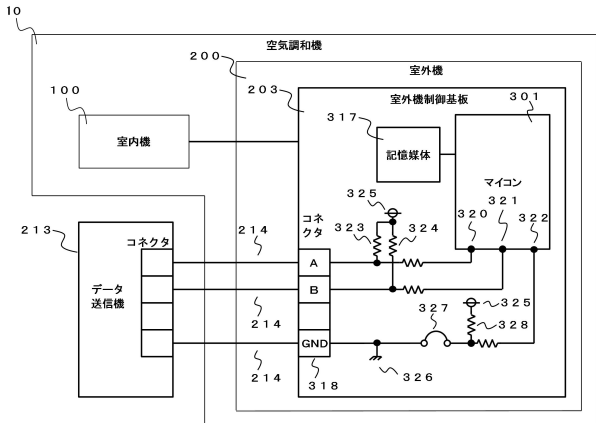 10
空気調和機
200
室外機
100
203
室外機制御基板
301
317
室内機
記憶媒体
マイコン
325
コネクタ
323
324
320
321
322
213
コネクタ
214
A
データ送信機
B
325
214
327
328
GND
214
318
326